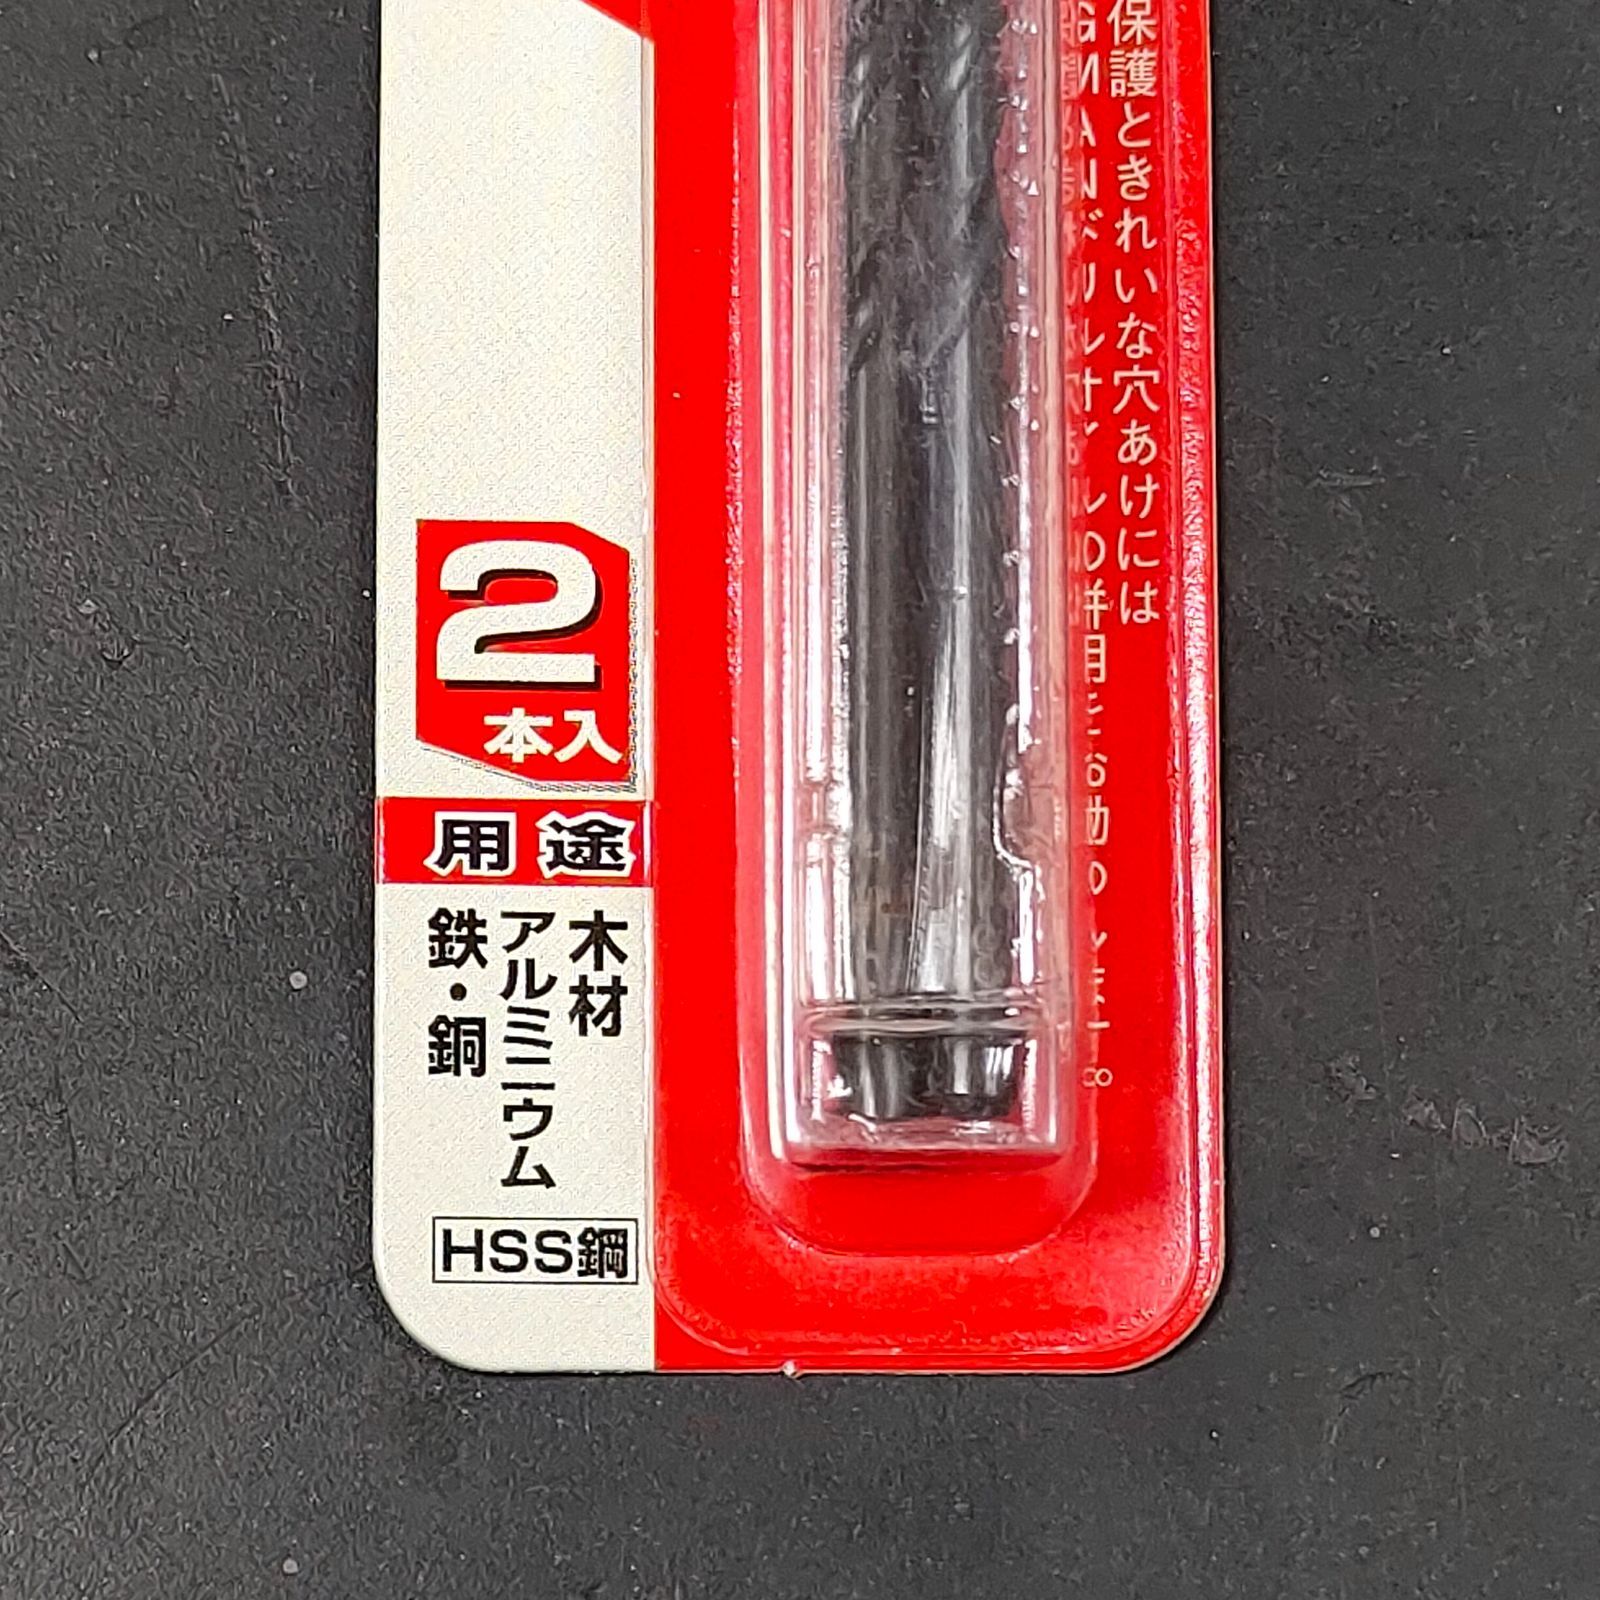 保護ときれいな穴あけには
2
本入
用途
木材
アルミニウム
鉄・銅
HSS鋼